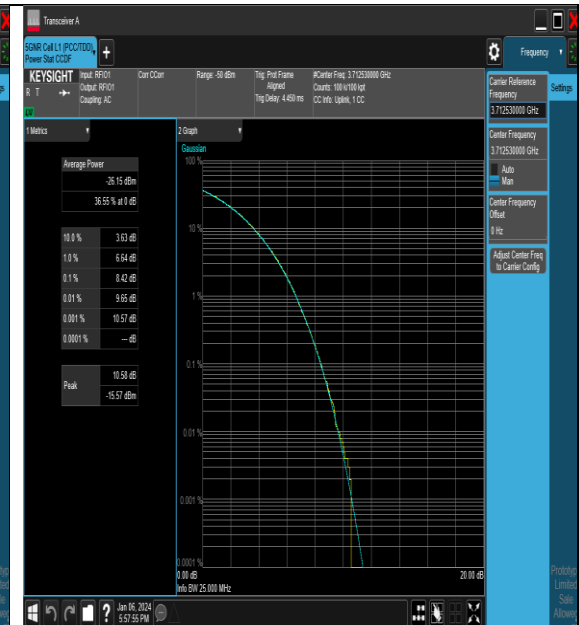 Transceiver A
5GNR Cell L1 (PCC/TDD),
Power Stat CCDF
Frequency
KEYSIGHT
R T
Input: RFIO1
Output: RFIO1
Coupling: AC
Corr CCorr
Range: -50 dBm
Trig: Prot Frame
Aligned
Trig Delay: 4.450 ms
#Center Freq: 3.712530000 GHz
Counts: 100 k/100 kpt
CC Info: Uplink, 1 CC
Carrier Reference
Frequency
3.712530000 GHz
Settings
1 Metrics
2 Graph
Center Frequency
3.712530000 GHz
Auto
Man
Center Frequency
Offset
0 Hz
Adjust Center Freq
to Carrier Config
Average Power
-26.15 dBm
36.55 % at 0 dB
10.0 % 3.63 dB
1.0 % 6.64 dB
0.1 % 8.42 dB
0.01 % 9.65 dB
0.001 % 10.57 dB
0.0001 % --- dB
Peak
10.58 dB
-15.57 dBm
Gaussian
100 %
10 %
1 %
0.1 %
0.01 %
0.001 %
0.0001 %
0.00 dB
20.00 dB
Info BW 25.000 MHz
Prototyp
Limited
Sale
Allowed
Jan 06, 2024
5:57:55 PM